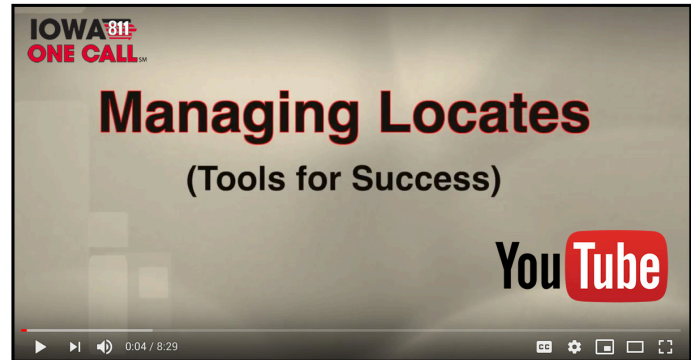 IOWA 811
ONE CALL SM
Managing Locates
(Tools for Success)
YouTube
0:04 / 8:29
CC